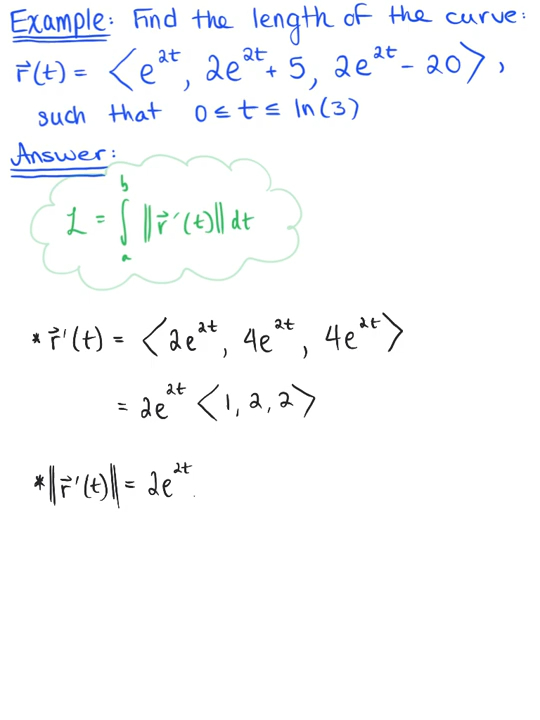 Example: Find the length of the curve:
r⃗(t) = ⟨e^{2t}, 2e^{2t} + 5, 2e^{2t} - 20⟩,
such that 0 ≤ t ≤ ln(3)
Answer:
L = ∫_a^b ‖r⃗'(t)‖ dt
* r⃗'(t) = ⟨2e^{2t}, 4e^{2t}, 4e^{2t}⟩
= 2e^{2t} ⟨1, 2, 2⟩
* ‖r⃗'(t)‖ = 2e^{2t}